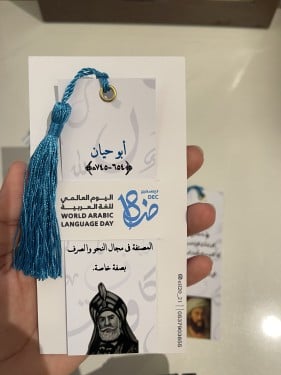 أبو حيان
﴿٦٥٤-٧٤٥هـ﴾
اليوم العالمي
للغة العربية
WORLD ARABIC
LANGUAGE DAY
ديسمبر
DEC
18
المصنفة في مجال النحو والصرف
بصفة خاصة.